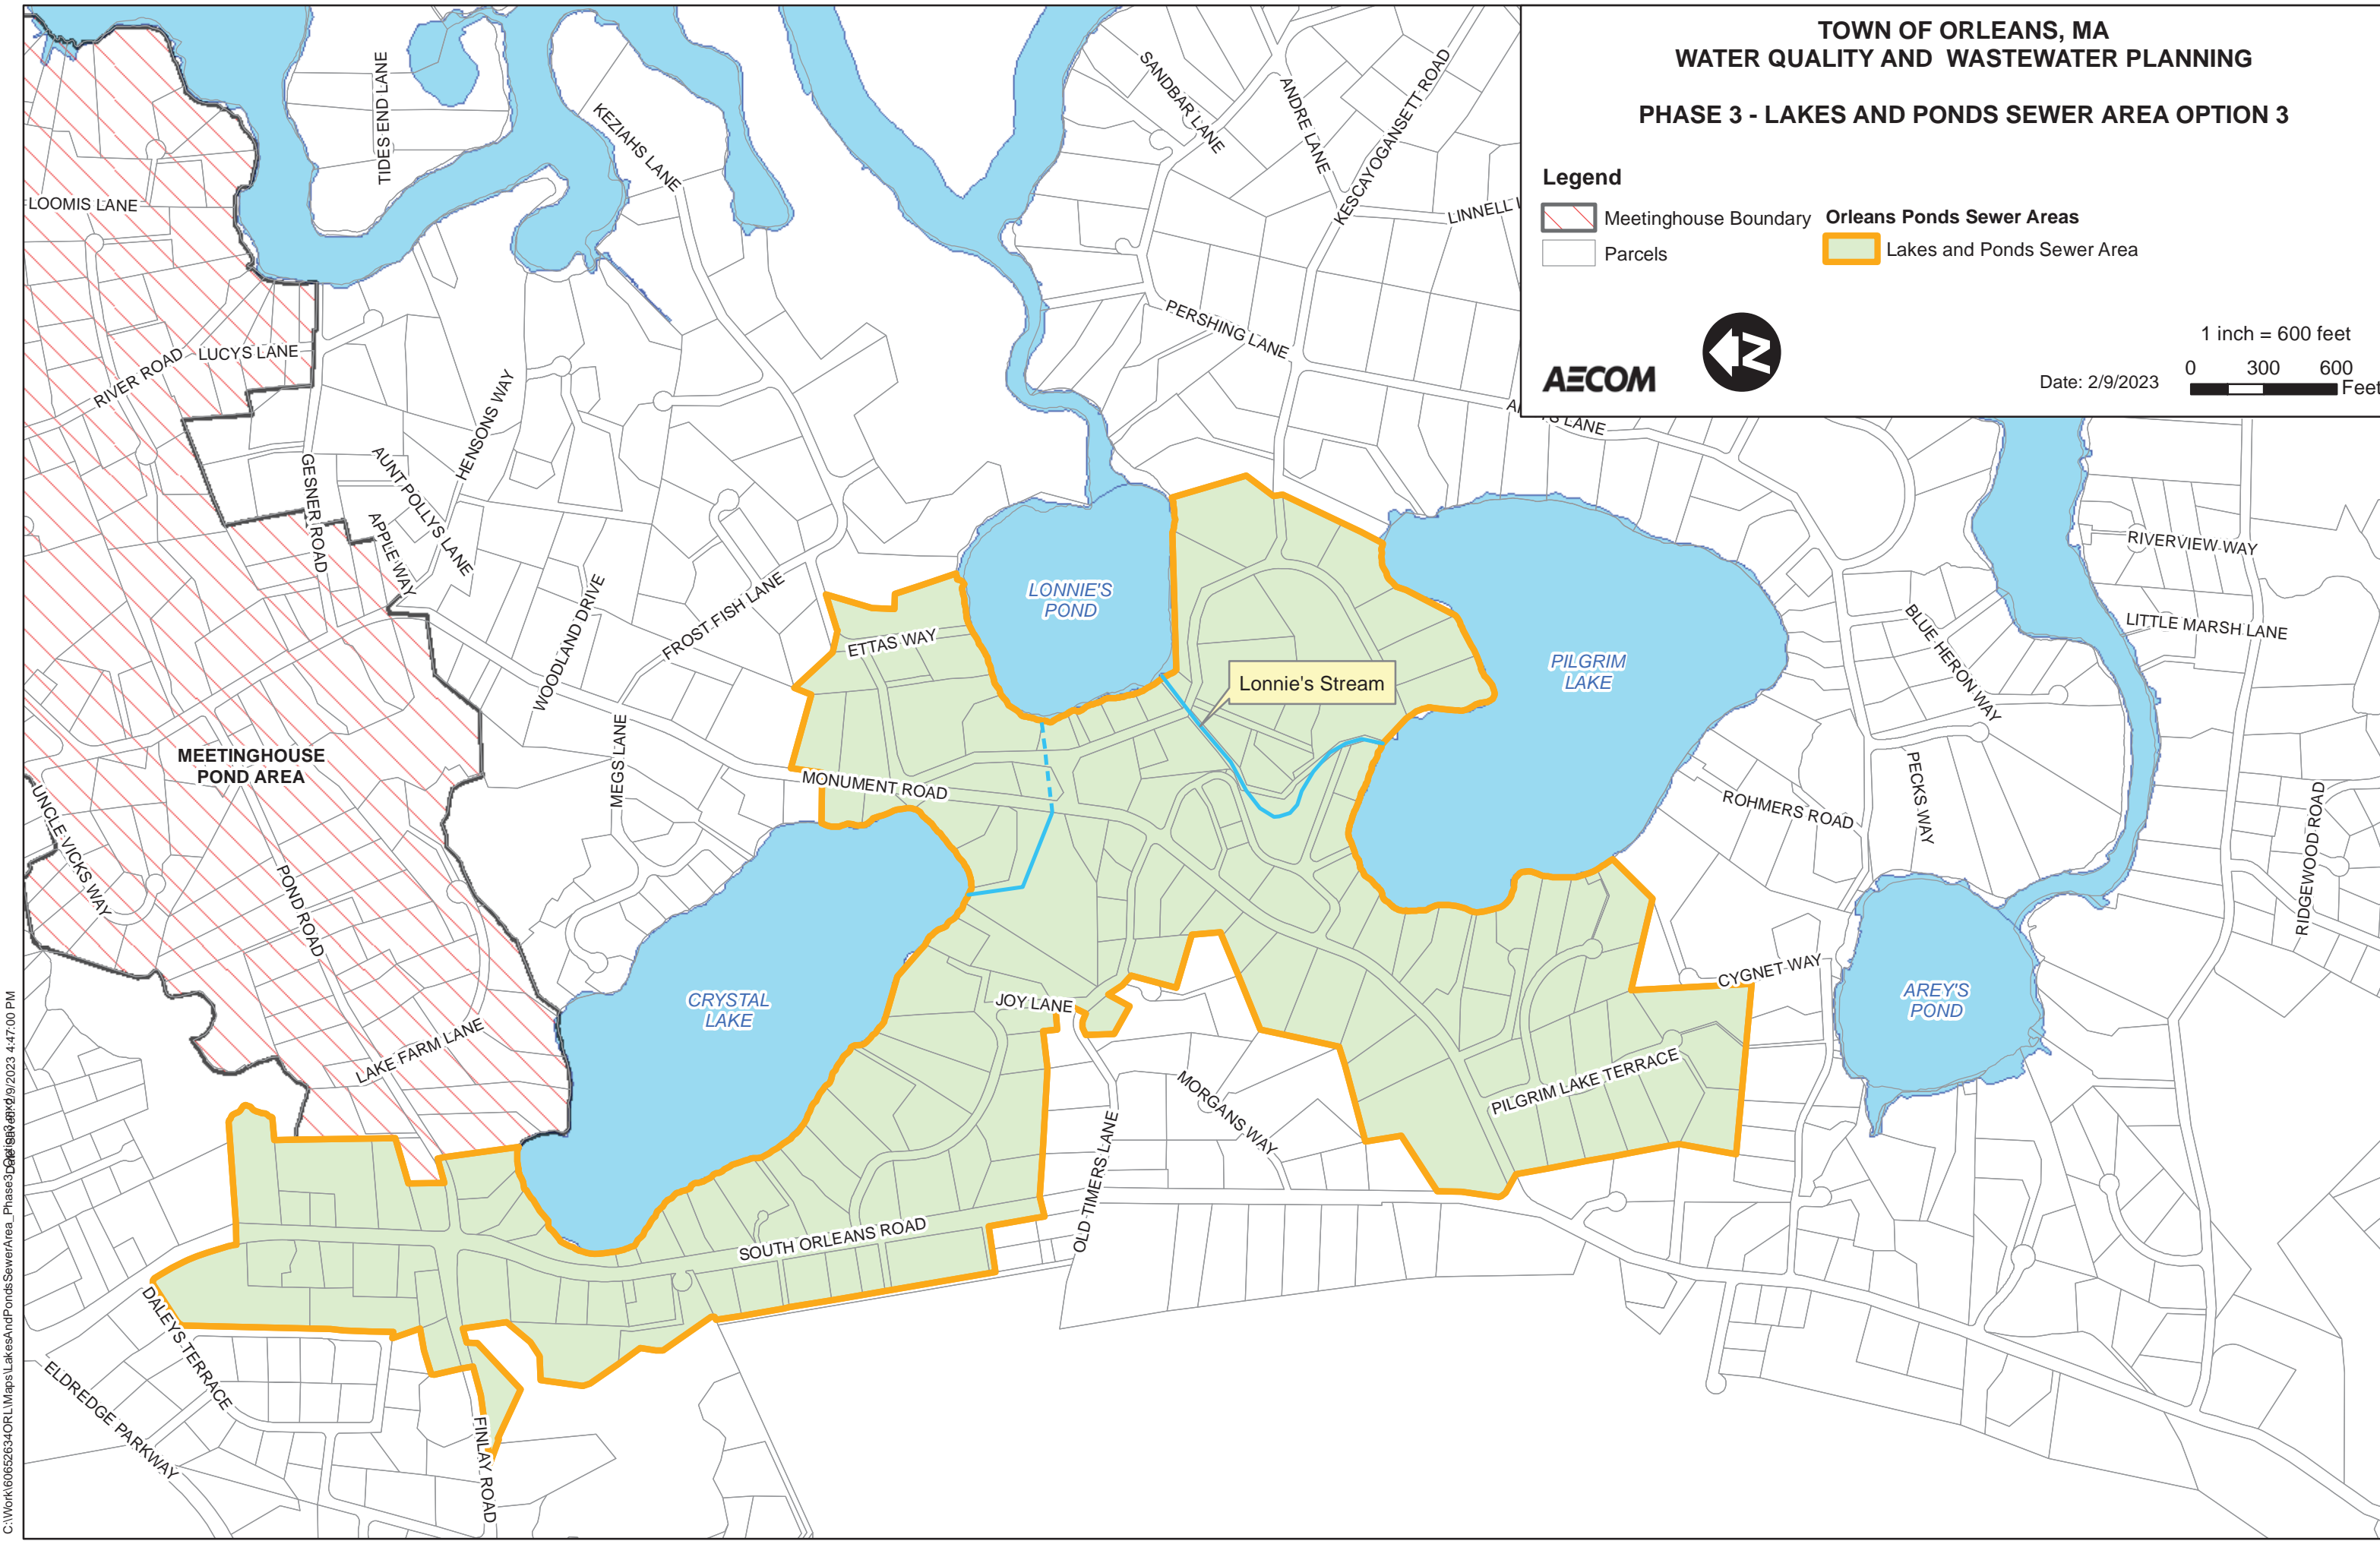 TOWN OF ORLEANS, MA
WATER QUALITY AND WASTEWATER PLANNING
PHASE 3 - LAKES AND PONDS SEWER AREA OPTION 3
Legend
Meetinghouse Boundary
Parcels
Orleans Ponds Sewer Areas
Lakes and Ponds Sewer Area
AECOM
N
1 inch = 600 feet
0 300 600
Feet
Date: 2/9/2023
TIDES END LANE
KEZIAHS LANE
SANDBAR LANE
ANDRE LANE
KESCAYOGANSETT ROAD
LINNELL
LOOMIS LANE
PERSHING LANE
RIVER ROAD
LUCYS LANE
HENSONS WAY
GESNER ROAD
AUNT POLLYS LANE
APPLE WAY
LANE
WOODLAND DRIVE
FROST FISH LANE
ETTAS WAY
LONNIE'S
POND
Lonnie's Stream
PILGRIM
LAKE
RIVERVIEW WAY
LITTLE MARSH LANE
BLUE HERON WAY
PECKS WAY
ROHMERS ROAD
RIDGEWOOD ROAD
MEETINGHOUSE
POND AREA
MEGS LANE
MONUMENT ROAD
UNCLE VICKS WAY
POND ROAD
LAKE FARM LANE
CRYSTAL
LAKE
JOY LANE
CYGNET WAY
AREY'S
POND
MORGANS WAY
PILGRIM LAKE TERRACE
OLD TIMERS LANE
SOUTH ORLEANS ROAD
DALEYS TERRACE
ELDREDGE PARKWAY
FINLAY ROAD